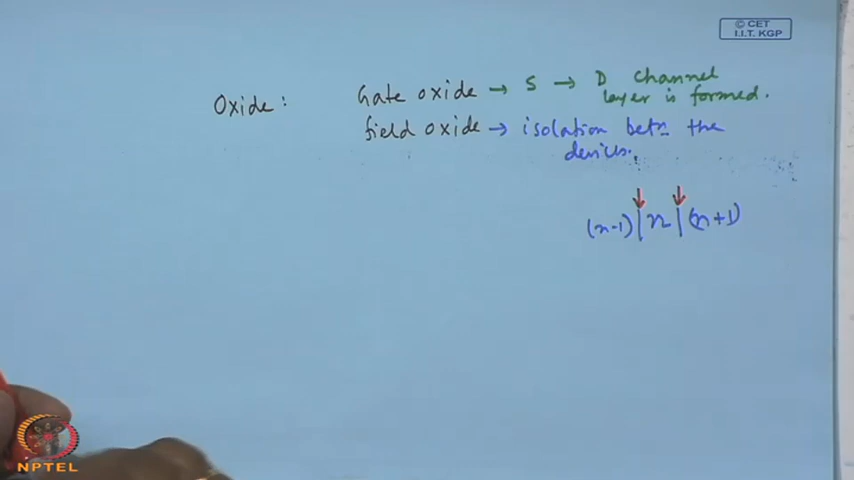 © CET
I.I.T. KGP
Oxide: Gate oxide → S → D channel
layer is formed.
field oxide → isolation betn the
devices.
(n-1) | n | (n+1)
NPTEL